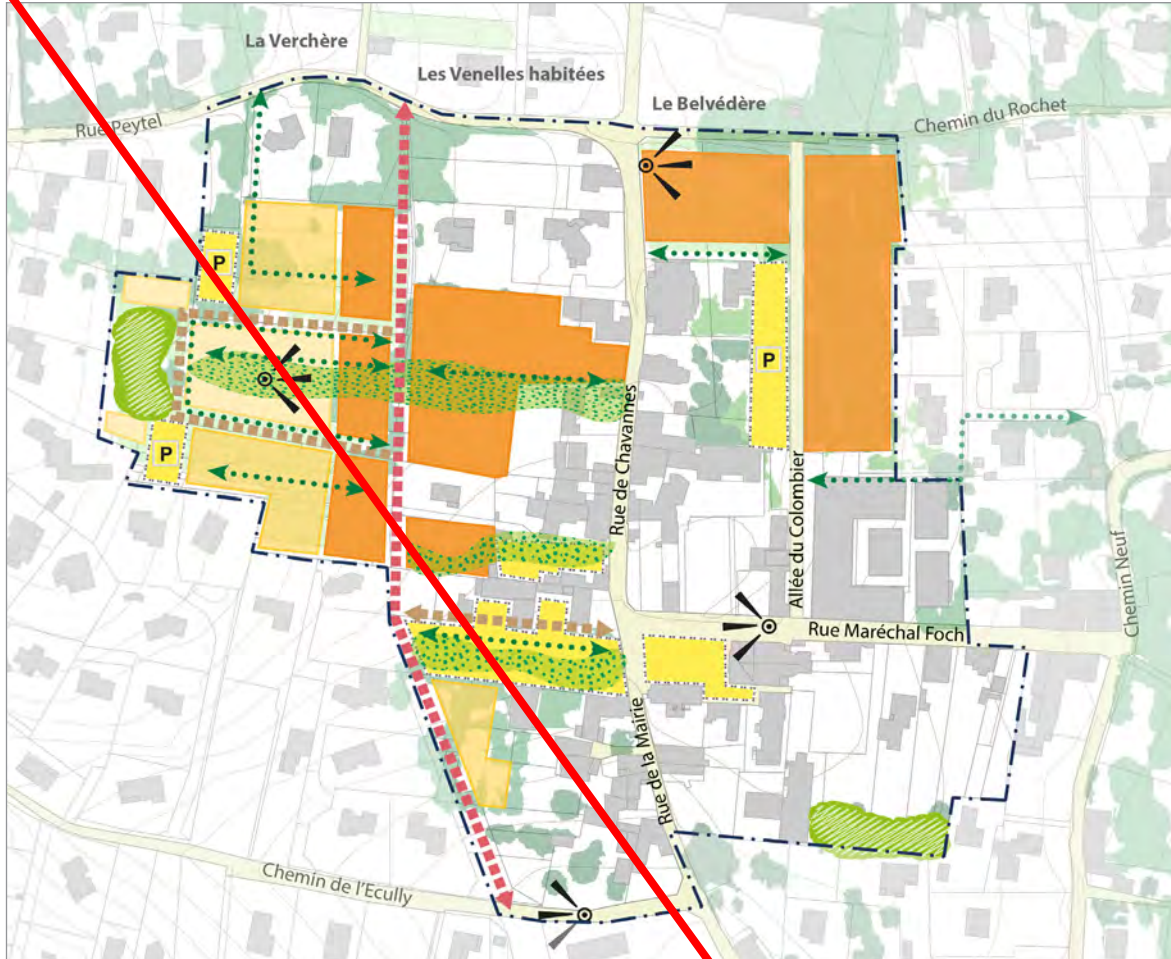 La Verchère
Les Venelles habitées
Le Belvédère
Rue Peytel
Chemin du Rochet
P
P
P
Rue de Chavannes
Allée du Colombier
Chemin Neuf
Rue Maréchal Foch
Rue de la Mairie
Chemin de l'Ecully